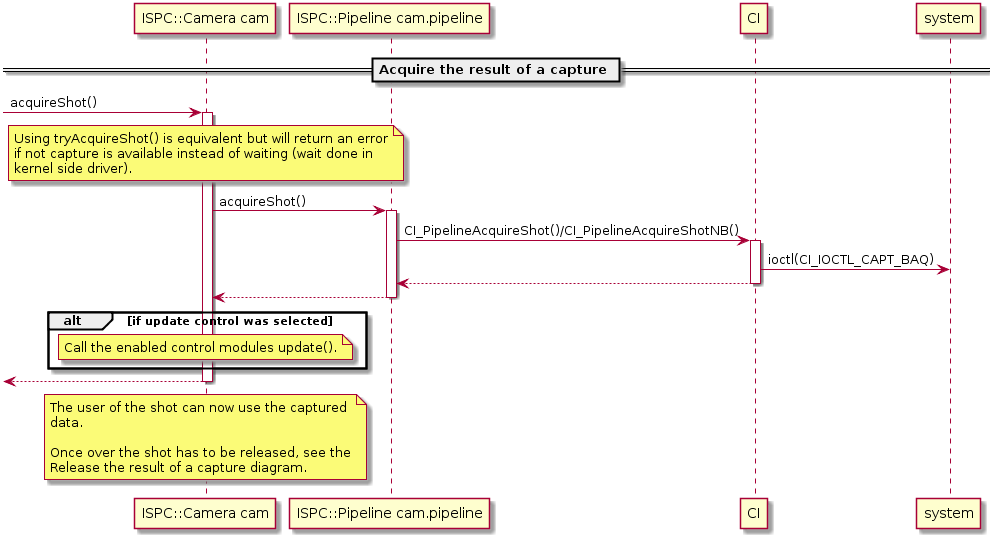 ISPC::Camera cam
ISPC::Pipeline cam.pipeline
CI
system
Acquire the result of a capture
acquireShot()
Using tryAcquireShot() is equivalent but will return an error
if not capture is available instead of waiting (wait done in
kernel side driver).
acquireShot()
CI_PipelineAcquireShot()/CI_PipelineAcquireShotNB()
ioctl(CI_IOCTL_CAPT_BAQ)
alt
[if update control was selected]
Call the enabled control modules update().
The user of the shot can now use the captured
data.
Once over the shot has to be released, see the
Release the result of a capture diagram.
ISPC::Camera cam
ISPC::Pipeline cam.pipeline
CI
system